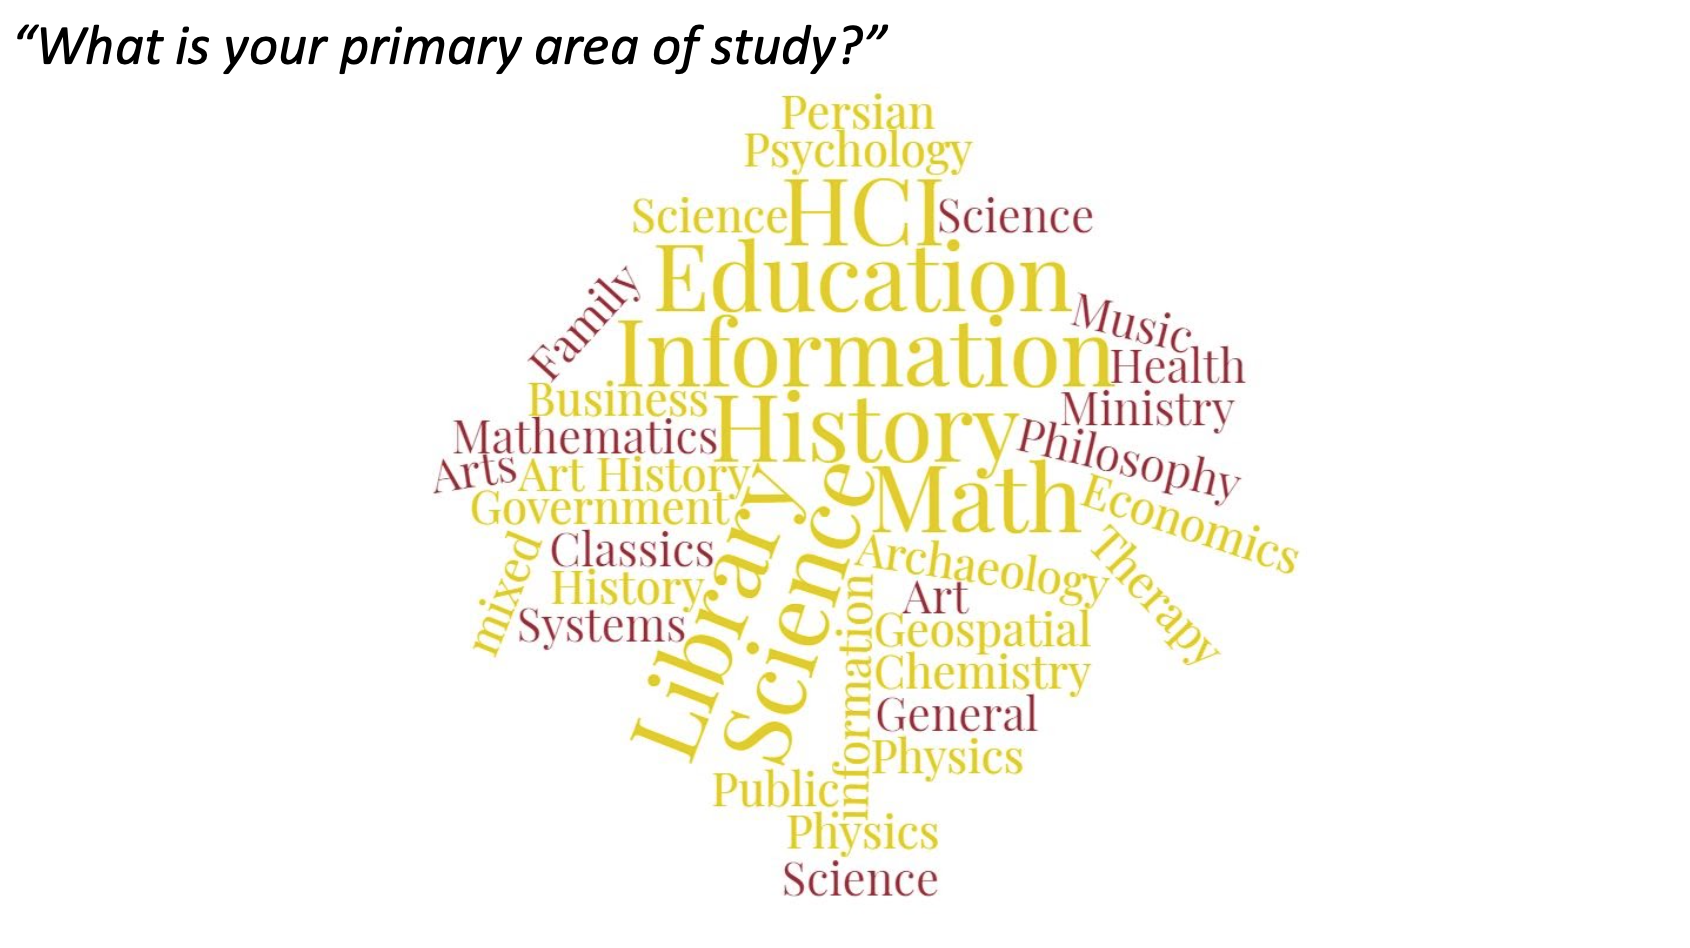 “What is your primary area of study?”
Persian
Psychology
HCI
Science
Science
Education
Family
Music
Information
Health
Business
Ministry
History
Mathematics
Philosophy
Arts
Art History
Math
Government
Economics
Library
Science
Classics
Archaeology
Therapy
mixed
History
Art
Systems
Geospatial
information
Chemistry
General
Physics
Public
Physics
Science